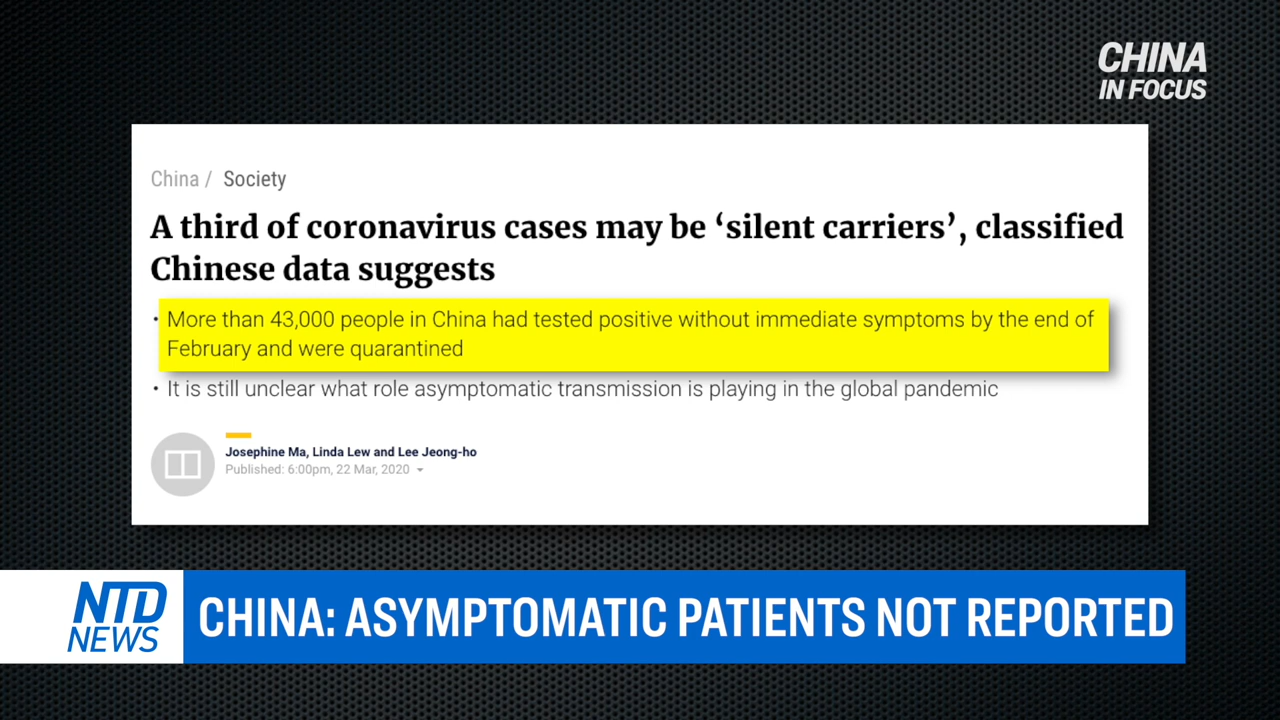 CHINA
IN FOCUS
China / Society
A third of coronavirus cases may be ‘silent carriers’, classified
Chinese data suggests
• More than 43,000 people in China had tested positive without immediate symptoms by the end of
February and were quarantined
• It is still unclear what role asymptomatic transmission is playing in the global pandemic
Josephine Ma, Linda Lew and Lee Jeong-ho
Published: 6:00pm, 22 Mar, 2020
NTD
NEWS
CHINA: ASYMPTOMATIC PATIENTS NOT REPORTED